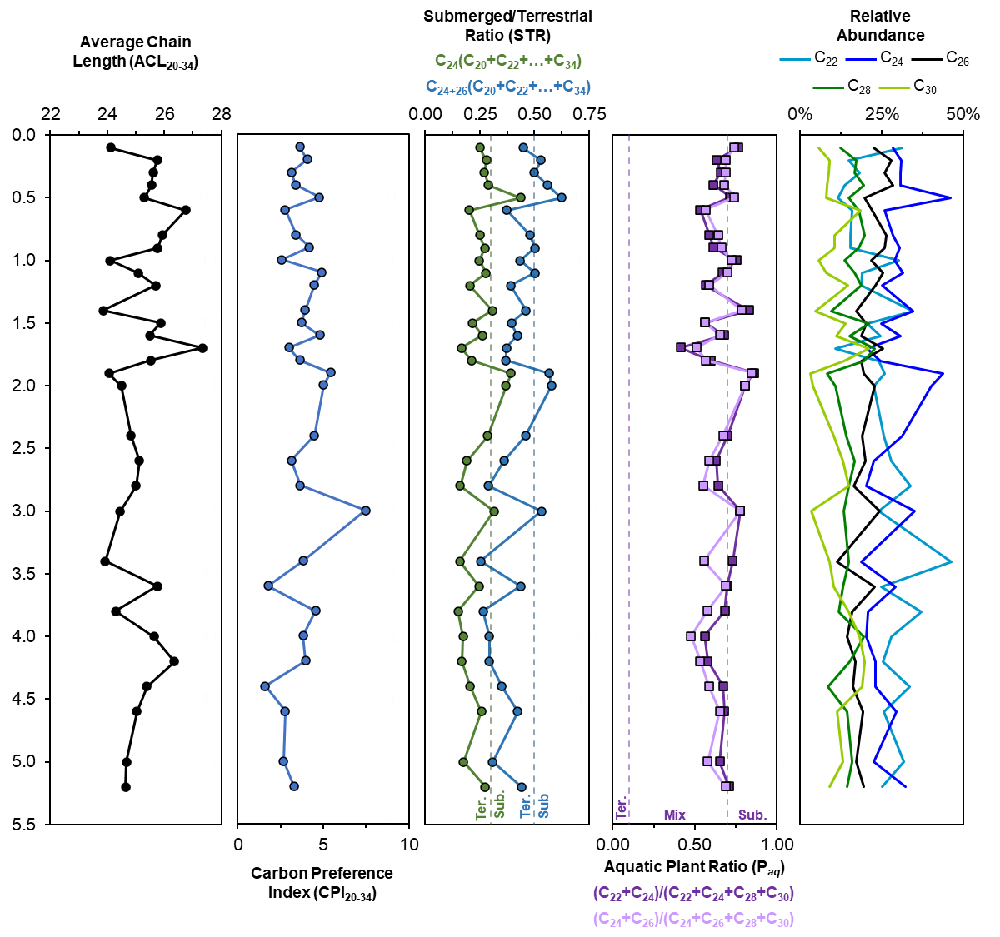 Average Chain
Length (ACL20-34)
Submerged/Terrestrial
Ratio (STR)
C24(C20+C22+…+C34)
C24+26(C20+C22+…+C34)
Relative
Abundance
C22 C24 C26
C28 C30
22 24 26 28
0.00 0.25 0.50 0.75
0% 25% 50%
0.0
0.5
1.0
1.5
2.0
2.5
3.0
3.5
4.0
4.5
5.0
5.5
Ter. Sub. Ter. Sub
Ter. Mix Sub.
0 5 10
0.00 0.50 1.00
Carbon Preference
Index (CPI20-34)
Aquatic Plant Ratio (Paq)
(C22+C24)/(C22+C24+C28+C30)
(C24+C26)/(C24+C26+C28+C30)